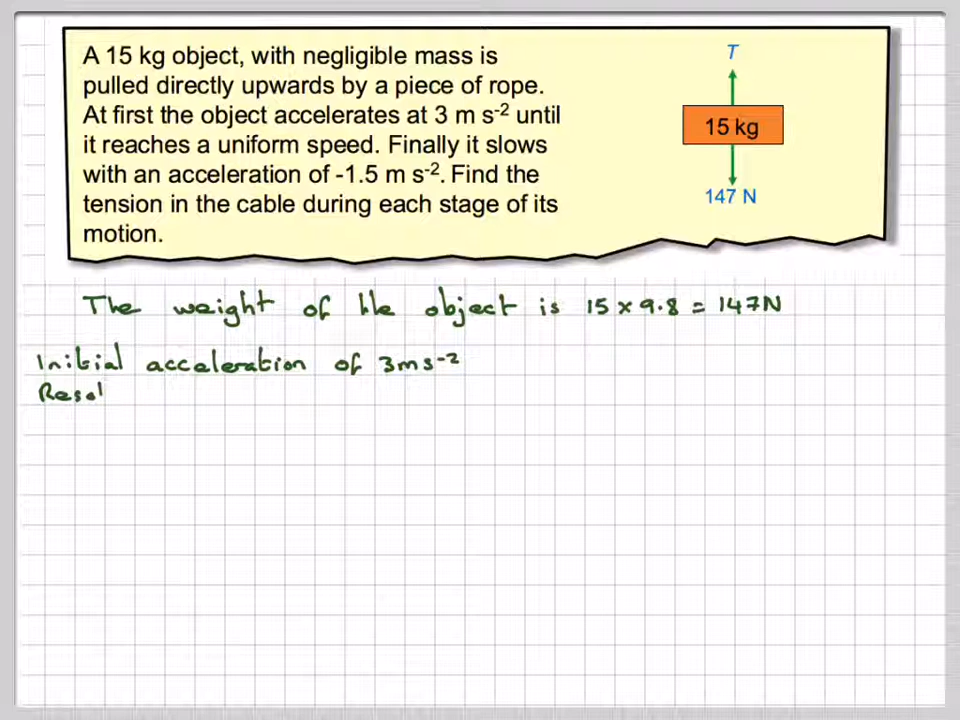 A 15 kg object, with negligible mass is
pulled directly upwards by a piece of rope.
At first the object accelerates at 3 m s⁻² until
it reaches a uniform speed. Finally it slows
with an acceleration of -1.5 m s⁻². Find the
tension in the cable during each stage of its
motion.
T
15 kg
147 N
The weight of the object is 15 × 9.8 = 147N
Initial acceleration of 3ms⁻²
Resol